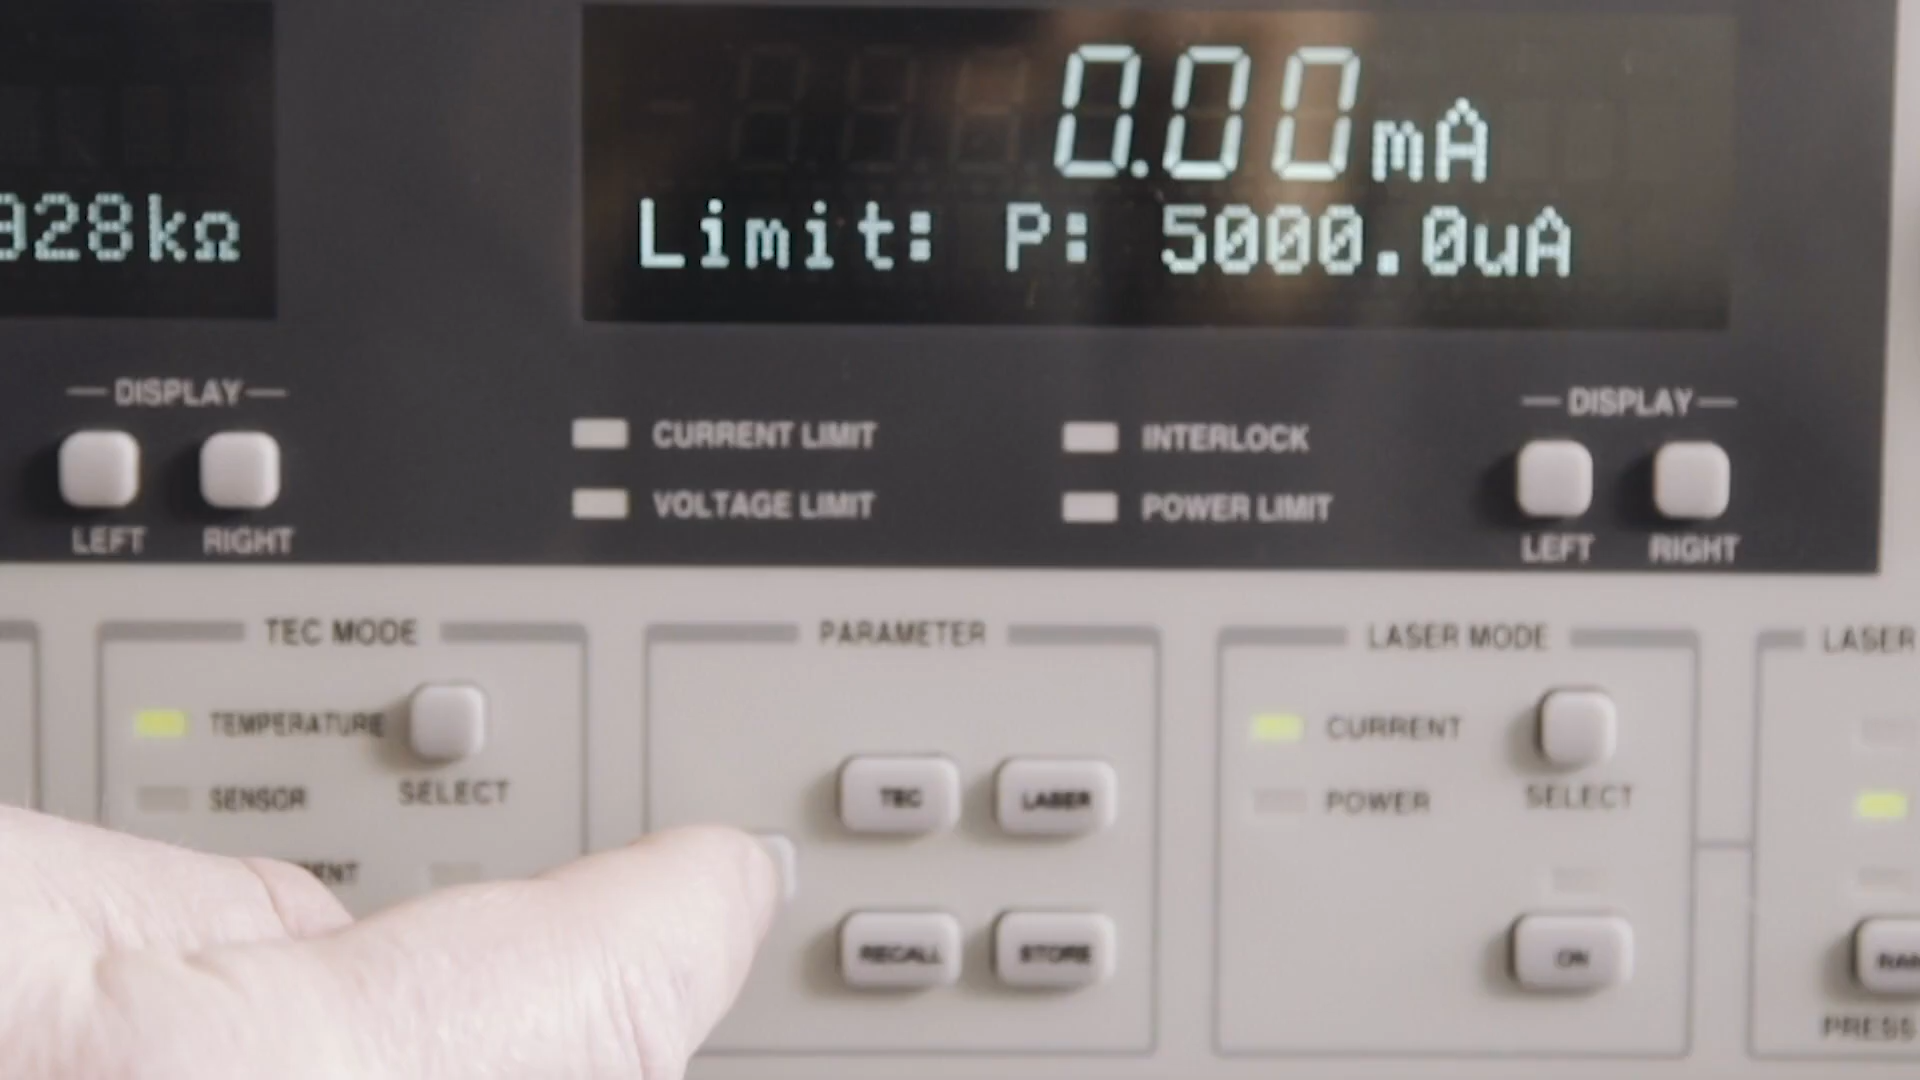 0.00mA
928kΩ
Limit: P: 5000.0uA
DISPLAY
LEFT RIGHT
CURRENT LIMIT
VOLTAGE LIMIT
INTERLOCK
POWER LIMIT
DISPLAY
LEFT RIGHT
TEC MODE
TEMPERATURE
SENSOR
SELECT
PARAMETER
TEC LASER
RECALL STORE
LASER MODE
CURRENT
POWER
SELECT
ON
LASER
PRESS